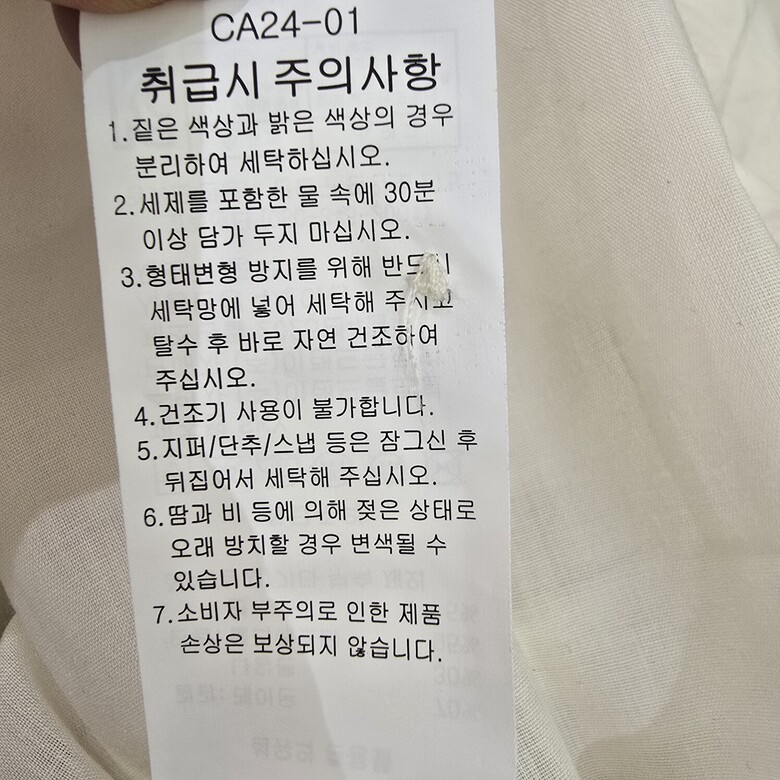 CA24-01
취급시 주의사항
1.짙은 색상과 밝은 색상의 경우
분리하여 세탁하십시오.
2.세제를 포함한 물 속에 30분
이상 담가 두지 마십시오.
3.형태변형 방지를 위해 반드시
세탁망에 넣어 세탁해 주시고
탈수 후 바로 자연 건조하여
주십시오.
4.건조기 사용이 불가합니다.
5.지퍼/단추/스냅 등은 잠그신 후
뒤집어서 세탁해 주십시오.
6.땀과 비 등에 의해 젖은 상태로
오래 방치할 경우 변색될 수
있습니다.
7.소비자 부주의로 인한 제품
손상은 보상되지 않습니다.